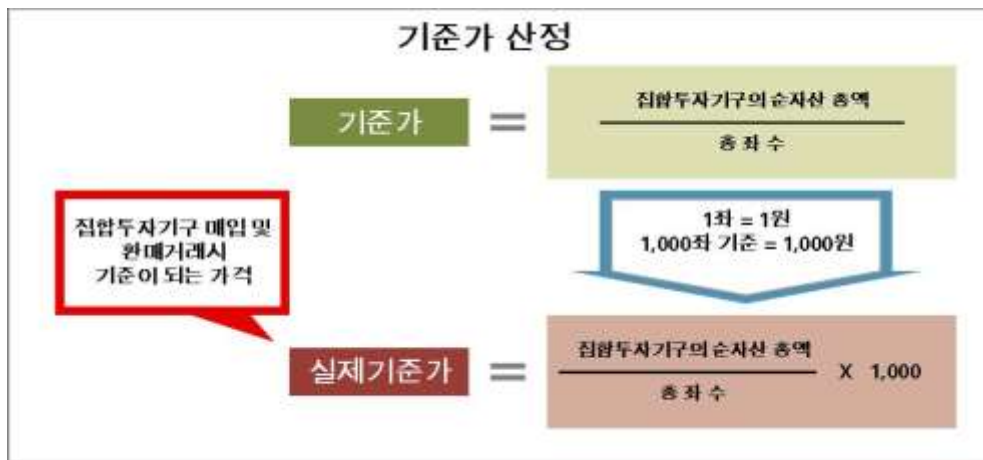 기준가 산정
기준가
=
집합투자기구의 순자산 총액
총 좌 수
집합투자기구 매입 및
환매거래시
기준이 되는 가격
1좌 = 1원
1,000좌 기준 = 1,000원
실제기준가
=
집합투자기구의 순자산 총액
총 좌 수
X 1,000